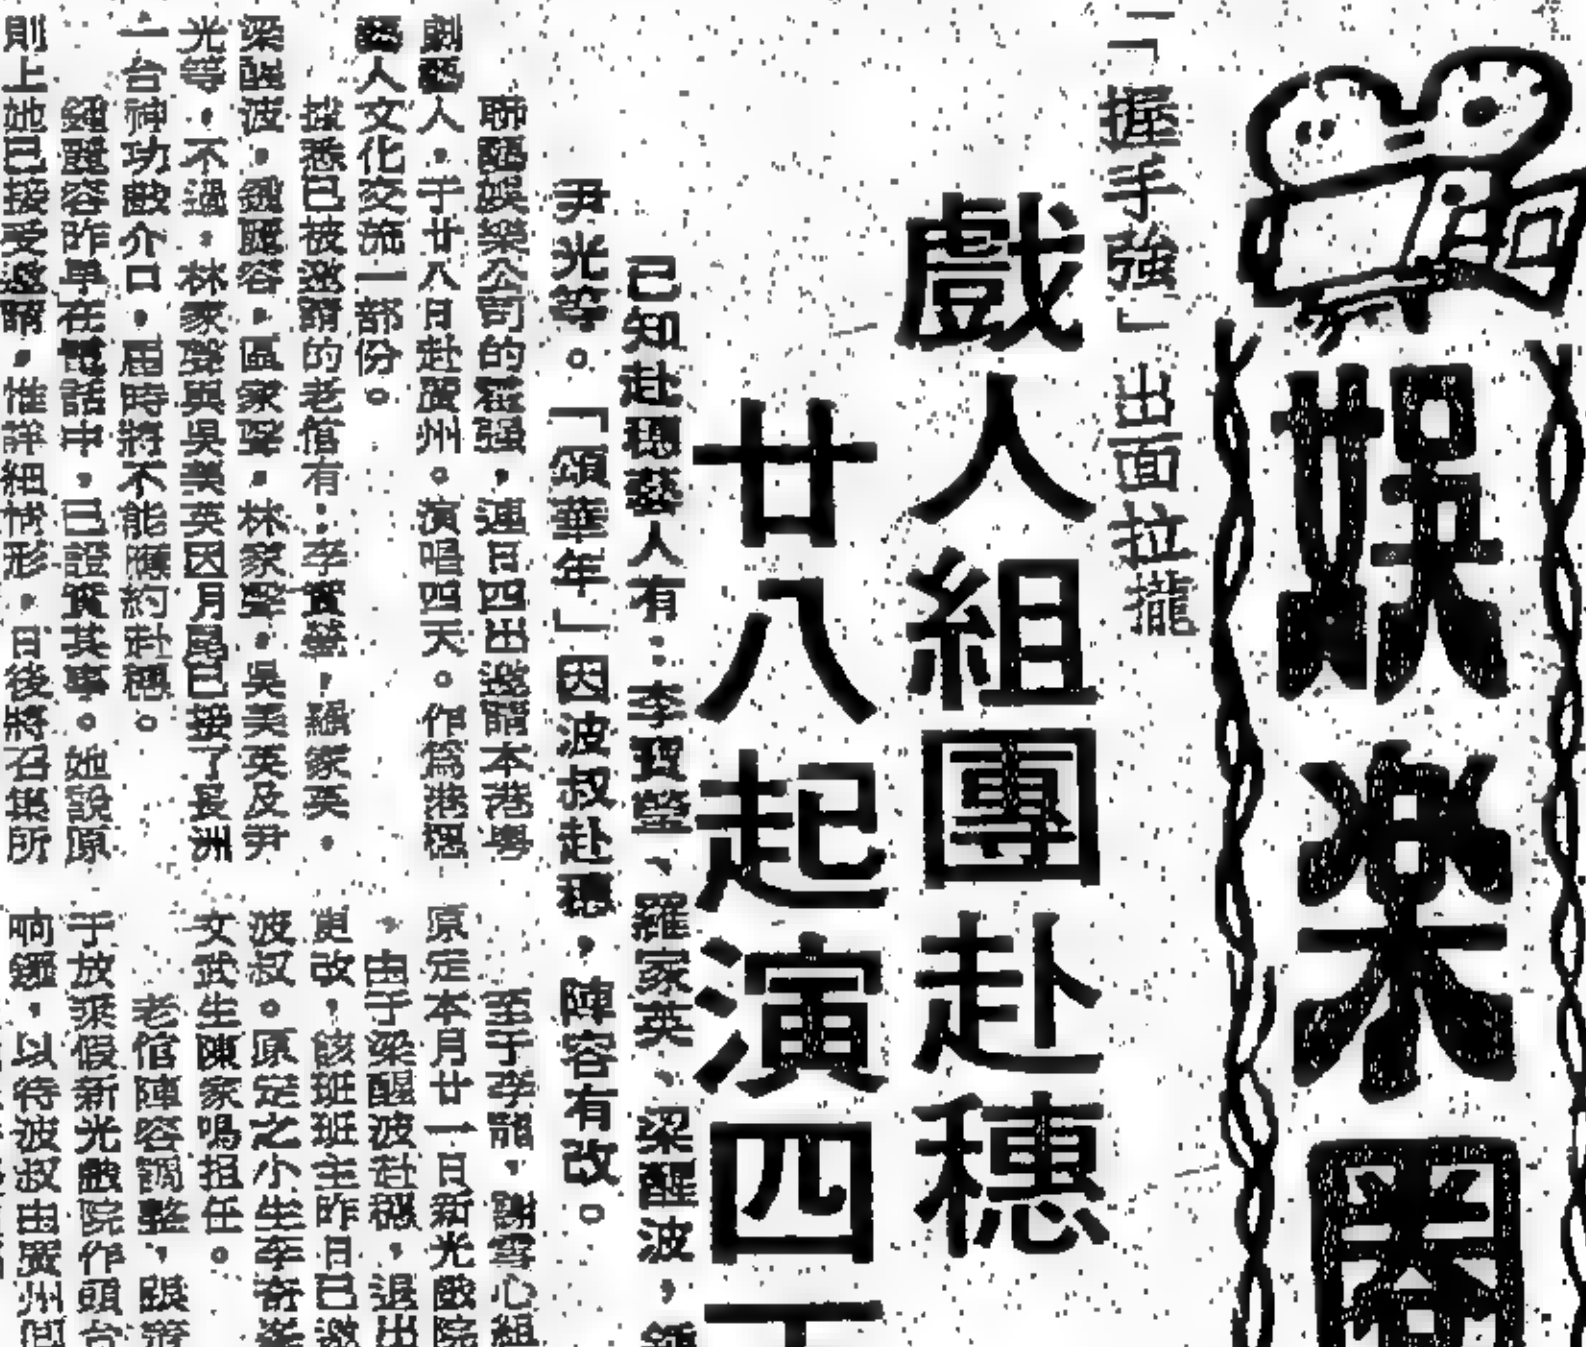 娯楽圈
「握手強」出面拉攏
戲人組團赴穗
廿八起演四
已知赴穗藝人有：李寶瑩、羅家英、梁醒波，鍾
尹光等。「頌華年」因波叔赴穗，陣容有改。
聯藝娛樂公司的羅强，連日四出邀請本港粤
劇藝人，于廿八日赴廣州。演唱四天。作為港穗
藝人文化交流一部份。
據悉已被邀請的老倌有：李寶瑩，羅家英，
梁醒波，鍾麗容，區家聲，林家聲，吳美英及尹
光等，不過，林家聲與吳美英因月尾已接了長洲
一台神功戲介口，屆時將不能應約赴穗。
鍾麗容昨早在電話中，已證實其事。她說原
則上她已接受邀請，惟詳細情形，日後將召集所
至于李龍，謝雪心組
原定本月廿一日新光戲院
，由于梁醒波赴穗，退出
更改，該班班主昨日已邀
波叔。原定之小生李奇峯
文武生陳家鳴担任。
老倌陣容調整，
于放映假新光戲院作頭台
响鑼，以待波叔由廣州回